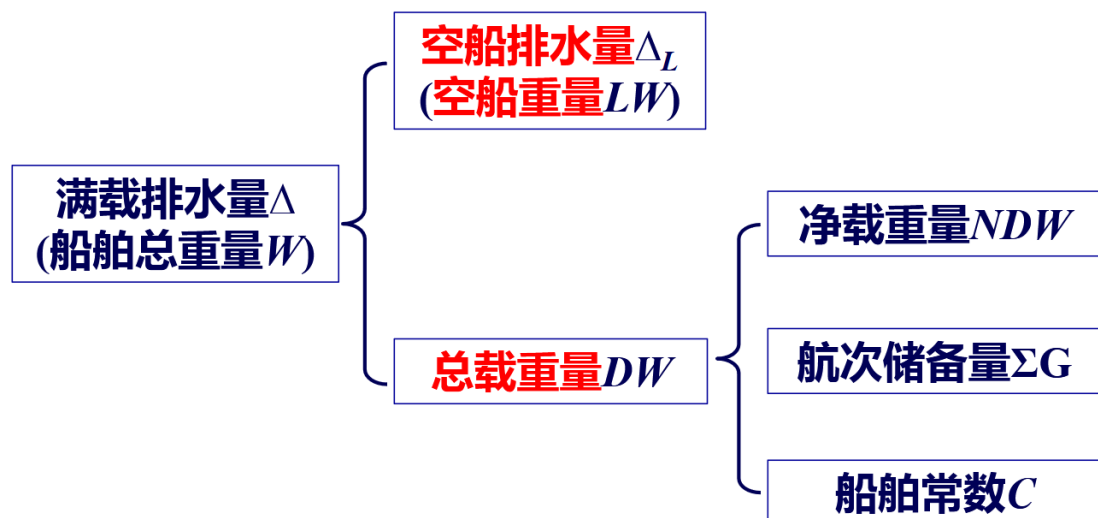 空船排水量ΔL
(空船重量LW)
满载排水量Δ
(船舶总重量W)
总载重量DW
净载重量NDW
航次储备量ΣG
船舶常数C